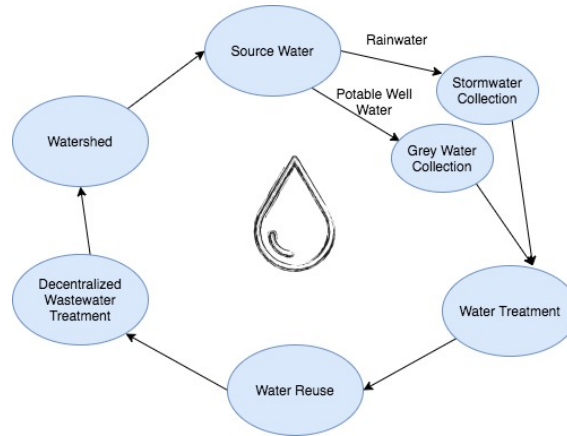 Source Water
Rainwater
Stormwater
Collection
Potable Well
Water
Grey Water
Collection
Watershed
Decentralized
Wastewater
Treatment
Water Treatment
Water Reuse